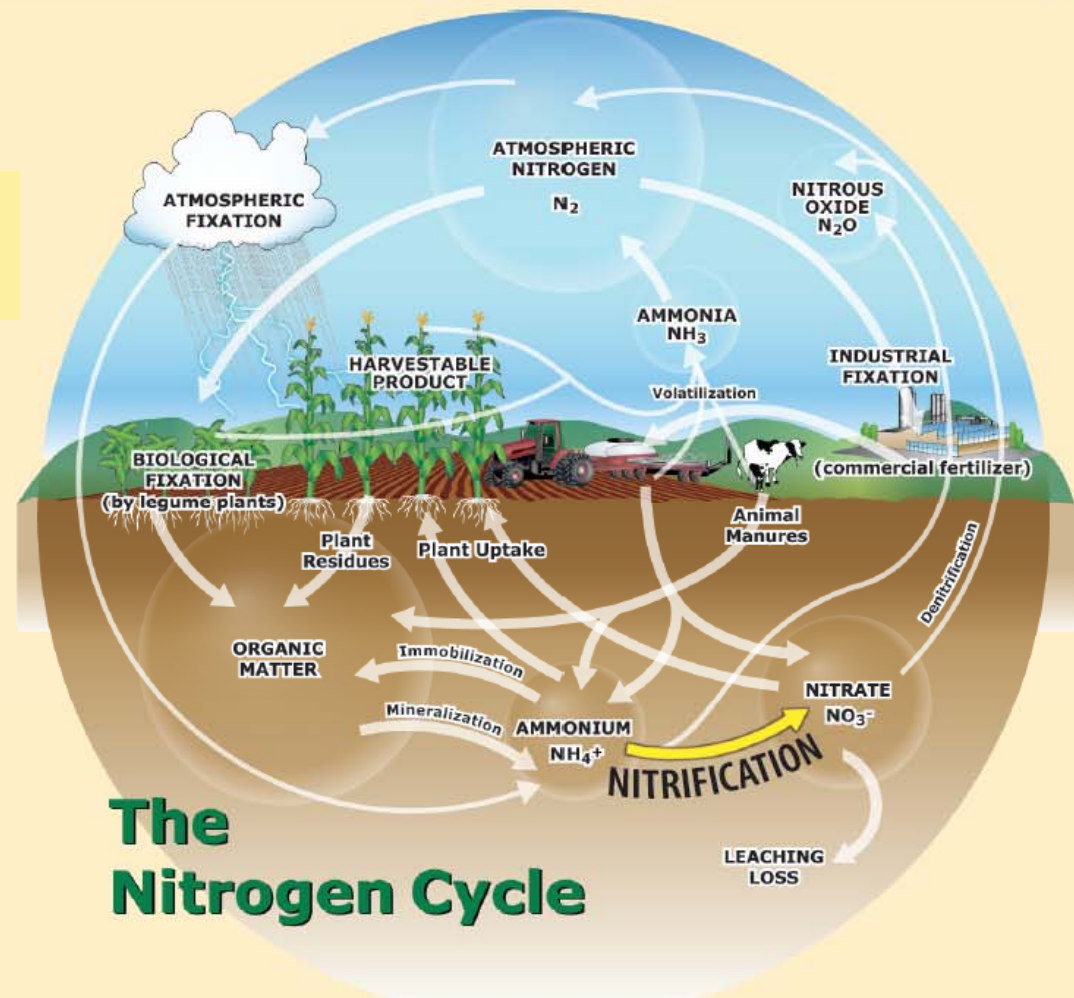 ATMOSPHERIC
NITROGEN
N₂
ATMOSPHERIC
FIXATION
NITROUS
OXIDE
N₂O
AMMONIA
NH₃
HARVESTABLE
PRODUCT
Volatilization
INDUSTRIAL
FIXATION
(commercial fertilizer)
BIOLOGICAL
FIXATION
(by legume plants)
Plant
Residues
Plant Uptake
Animal
Manures
Denitrification
ORGANIC
MATTER
Immobilization
Mineralization
AMMONIUM
NH₄⁺
NITRATE
NO₃⁻
NITRIFICATION
LEACHING
LOSS
The
Nitrogen Cycle